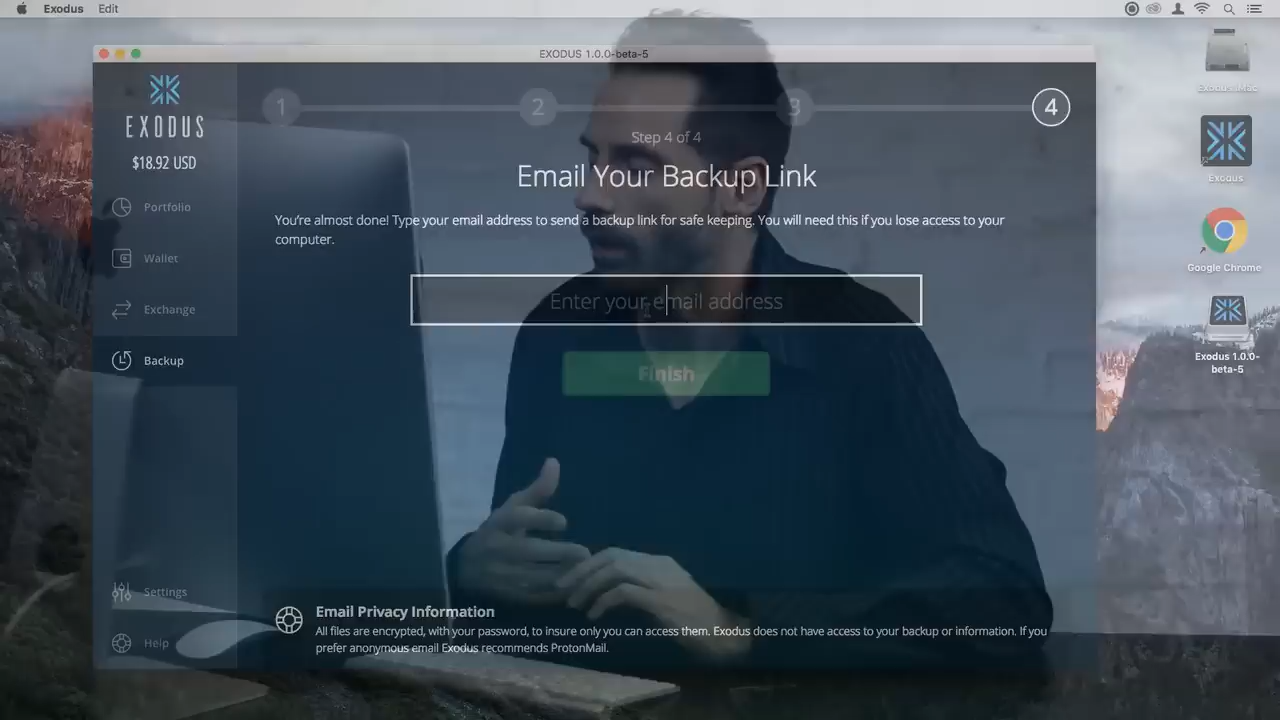 Exodus Edit
EXODUS 1.0.0-beta-5
EXODUS
$18.92 USD
Portfolio
Wallet
Exchange
Backup
Settings
Help
1 2 3 4
Step 4 of 4
Email Your Backup Link
You're almost done! Type your email address to send a backup link for safe keeping. You will need this if you lose access to your
computer.
Enter your email address
Finish
Email Privacy Information
All files are encrypted, with your password, to insure only you can access them. Exodus does not have access to your backup or information. If you
prefer anonymous email Exodus recommends ProtonMail.
Exodus iMac
Exodus
Google Chrome
Exodus 1.0.0-
beta-5